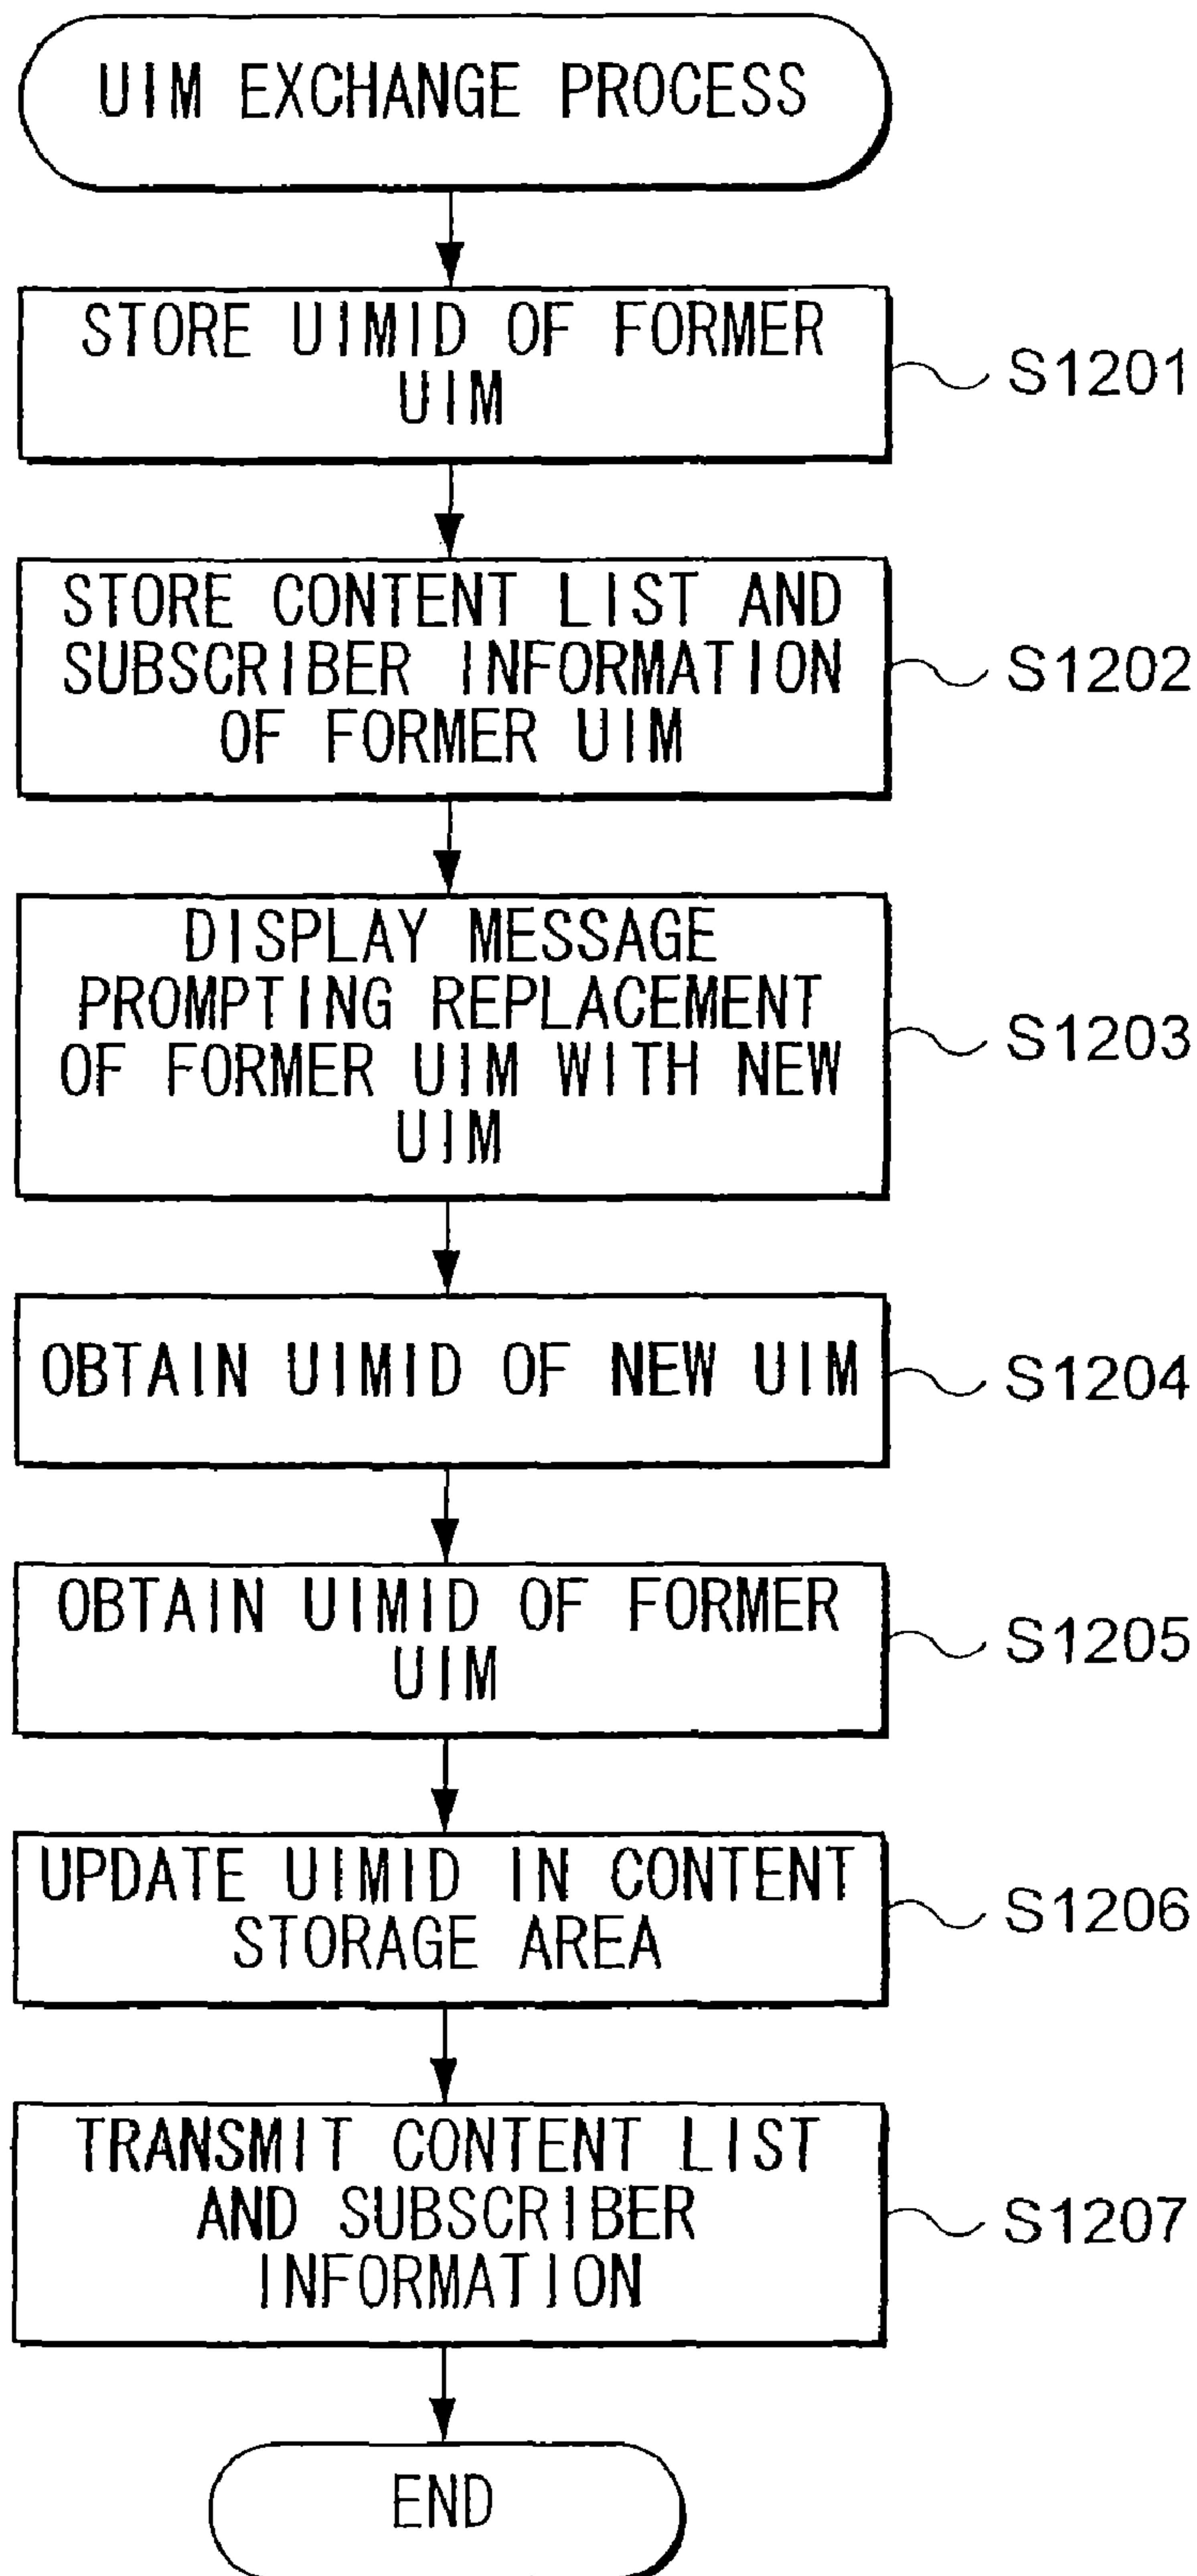 UIM EXCHANGE PROCESS
STORE UIMID OF FORMER
UIM
S1201
STORE CONTENT LIST AND
SUBSCRIBER INFORMATION
OF FORMER UIM
S1202
DISPLAY MESSAGE
PROMPTING REPLACEMENT
OF FORMER UIM WITH NEW
UIM
S1203
OBTAIN UIMID OF NEW UIM
S1204
OBTAIN UIMID OF FORMER
UIM
S1205
UPDATE UIMID IN CONTENT
STORAGE AREA
S1206
TRANSMIT CONTENT LIST
AND SUBSCRIBER
INFORMATION
S1207
END